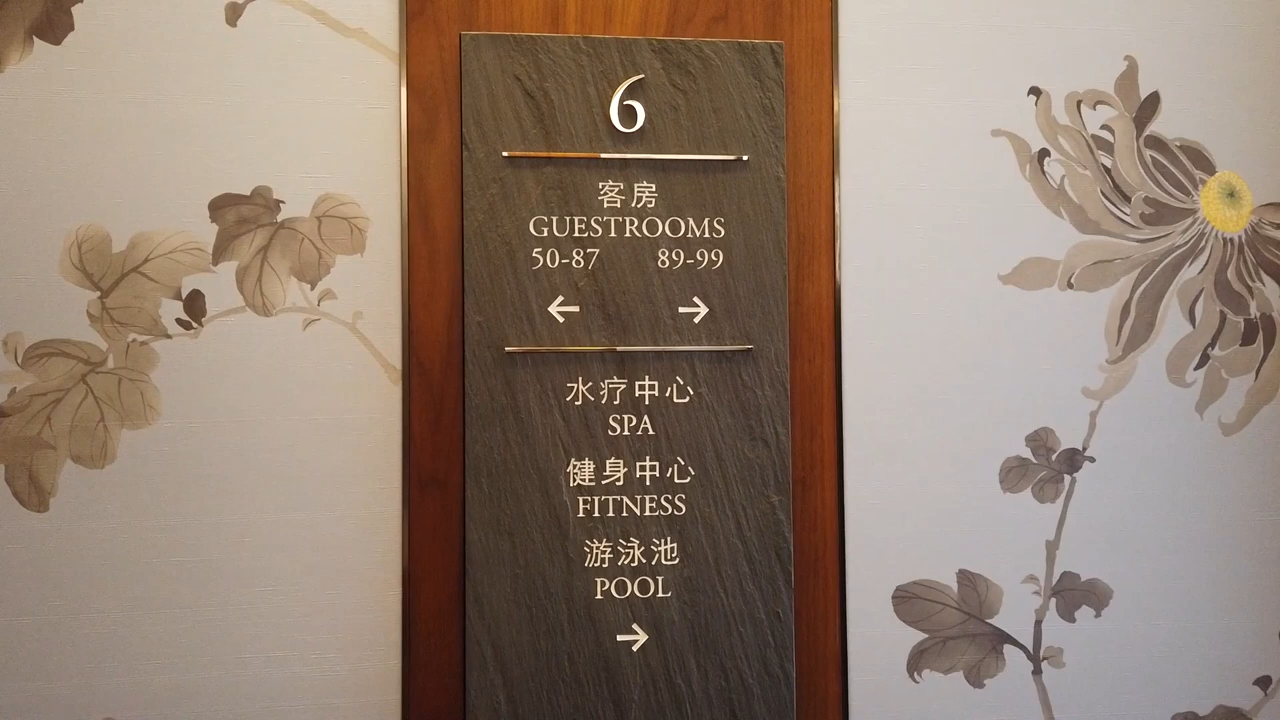 6
客房
GUESTROOMS
50-87 89-99
← →
水疗中心
SPA
健身中心
FITNESS
游泳池
POOL
→